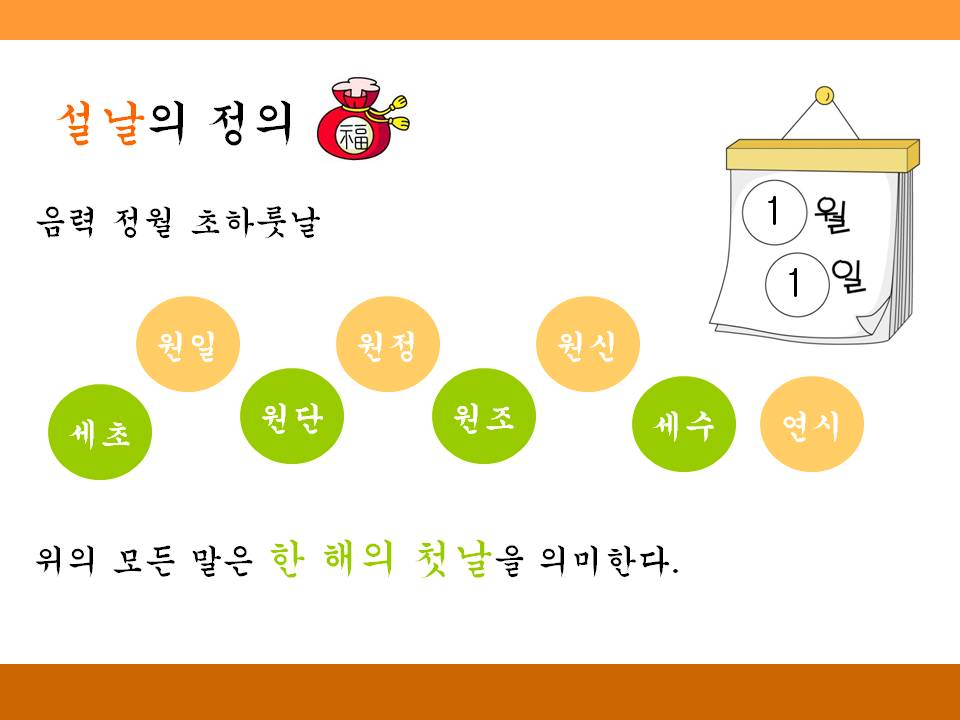 설날의 정의
福
음력 정월 초하룻날
1월
1일
원일 원정 원신
세초 원단 원조 세수 연시
위의 모든 말은 한 해의 첫날을 의미한다.